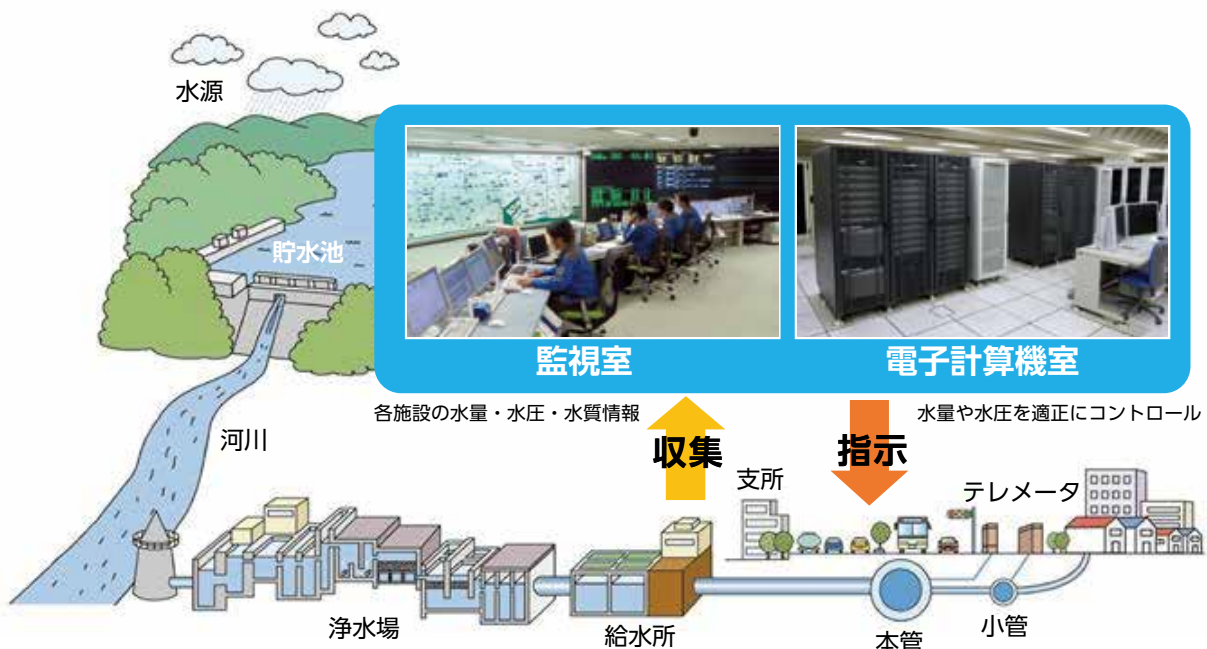 水源
貯水池
監視室
電子計算機室
各施設の水量・水圧・水質情報
水量や水圧を適正にコントロール
収集
指示
河川
支所
テレメータ
浄水場
給水所
本管
小管